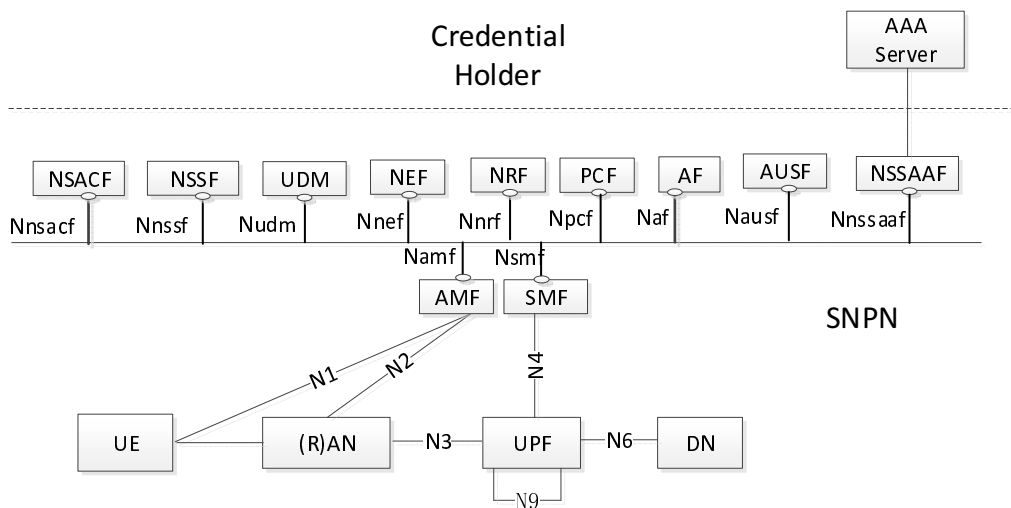 Credential
Holder
AAA
Server
NSACF
NSSF
UDM
NEF
NRF
PCF
AF
AUSF
NSSAAF
Nnsacf
Nnssf
Nudm
Nnef
Nnrf
Npcf
Naf
Nausf
Nnssaaf
Namf
Nsmf
AMF
SMF
SNPN
N1
N2
N4
UE
(R)AN
N3
UPF
N6
DN
N9